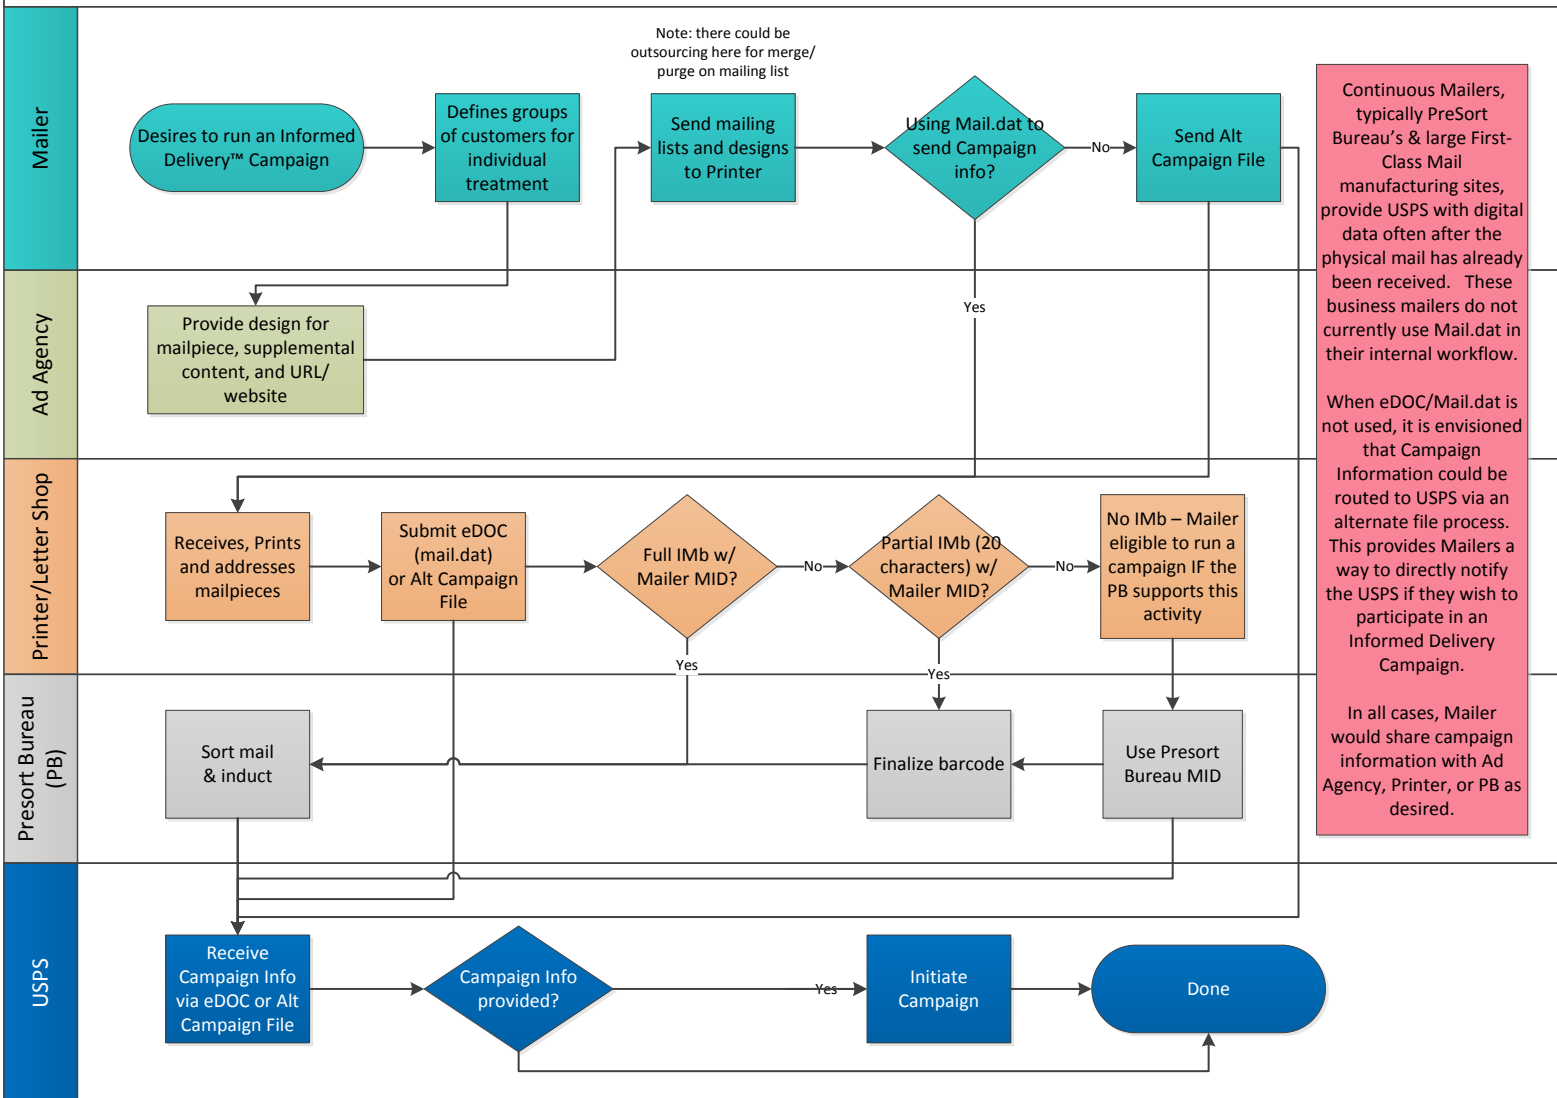 Mailer
Note: there could be
outsourcing here for merge/
purge on mailing list
Desires to run an Informed
Delivery™ Campaign
Defines groups
of customers for
individual
treatment
Send mailing
lists and designs
to Printer
Using Mail.dat to
send Campaign
info?
No
Send Alt
Campaign File
Yes
Ad Agency
Provide design for
mailpiece, supplemental
content, and URL/
website
Printer/Letter Shop
Receives, Prints
and addresses
mailpieces
Submit eDOC
(mail.dat)
or Alt Campaign
File
Full IMb w/
Mailer MID?
No
Partial IMb (20
characters) w/
Mailer MID?
No
No IMb – Mailer
eligible to run a
campaign IF the
PB supports this
activity
Yes
Yes
Presort Bureau
(PB)
Sort mail
& induct
Finalize barcode
Use Presort
Bureau MID
USPS
Receive
Campaign Info
via eDOC or Alt
Campaign File
Campaign Info
provided?
Yes
Initiate
Campaign
Done
Continuous Mailers,
typically PreSort
Bureau's & large First-
Class Mail
manufacturing sites,
provide USPS with digital
data often after the
physical mail has already
been received.   These
business mailers do not
currently use Mail.dat in
their internal workflow.
When eDOC/Mail.dat is
not used, it is envisioned
that Campaign
Information could be
routed to USPS via an
alternate file process.
This provides Mailers a
way to directly notify
the USPS if they wish to
participate in an
Informed Delivery
Campaign.
In all cases, Mailer
would share campaign
information with Ad
Agency, Printer, or PB as
desired.